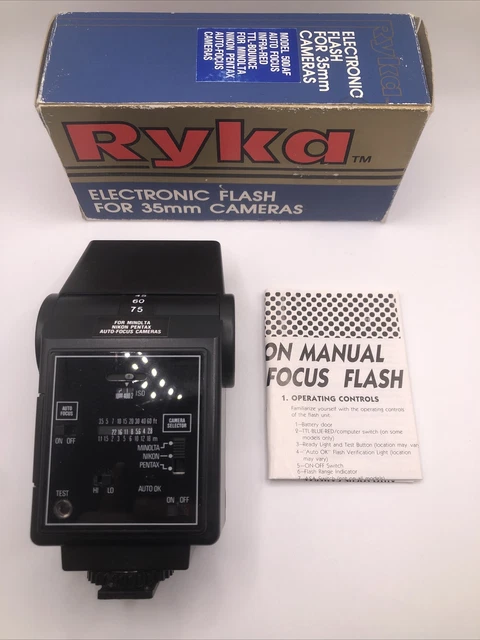 Ryka
ELECTRONIC
FLASH
FOR 35mm
CAMERAS
MODEL 500AF
AUTO FOCUS
INFRA-RED
TTL-BOUNCE
FOR MINOLTA
NIKON PENTAX
AUTO-FOCUS
CAMERAS
Ryka™
ELECTRONIC FLASH
FOR 35mm CAMERAS
60
75
FOR MINOLTA
NIKON PENTAX
AUTO-FOCUS CAMERAS
ISO
AUTO
FOCUS
ON OFF
CAMERA
SELECTOR
MINOLTA
NIKON
PENTAX
HI LO
AUTO OK
TEST
ON OFF
ON MANUAL
FOCUS FLASH
1. OPERATING CONTROLS
Familiarize yourself with the operating controls
of the flash unit.
1-Battery door
2-TTL-BLUE/RED/computer switch (on some
models only)
3-Ready Light and Test Button (location may var
4-"Auto OK" Flash Verification Light (location
may vary)
5-ON-OFF Switch
6-Flash Range Indicator